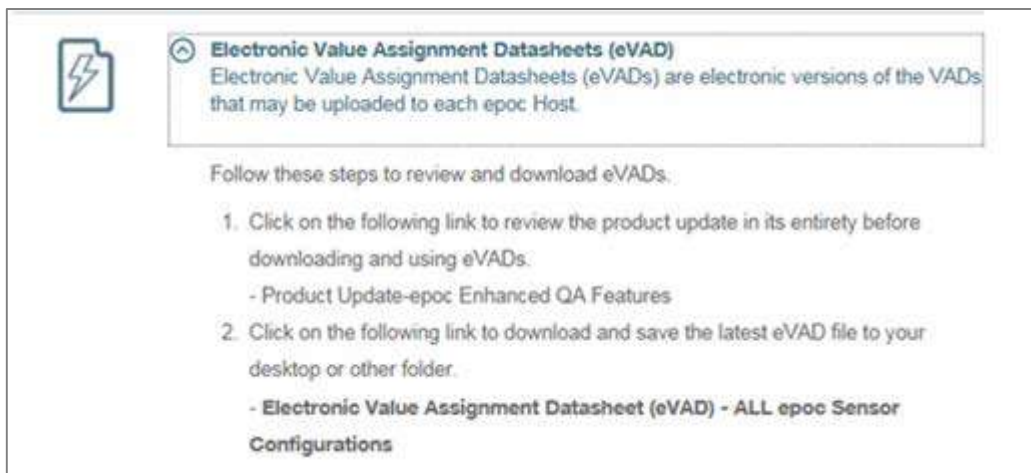 Electronic Value Assignment Datasheets (eVAD)
Electronic Value Assignment Datasheets (eVADs) are electronic versions of the VADs
that may be uploaded to each epoc Host.
Follow these steps to review and download eVADs.
1. Click on the following link to review the product update in its entirety before
downloading and using eVADs.
- Product Update-epoc Enhanced QA Features
2. Click on the following link to download and save the latest eVAD file to your
desktop or other folder.
- Electronic Value Assignment Datasheet (eVAD) - ALL epoc Sensor
Configurations